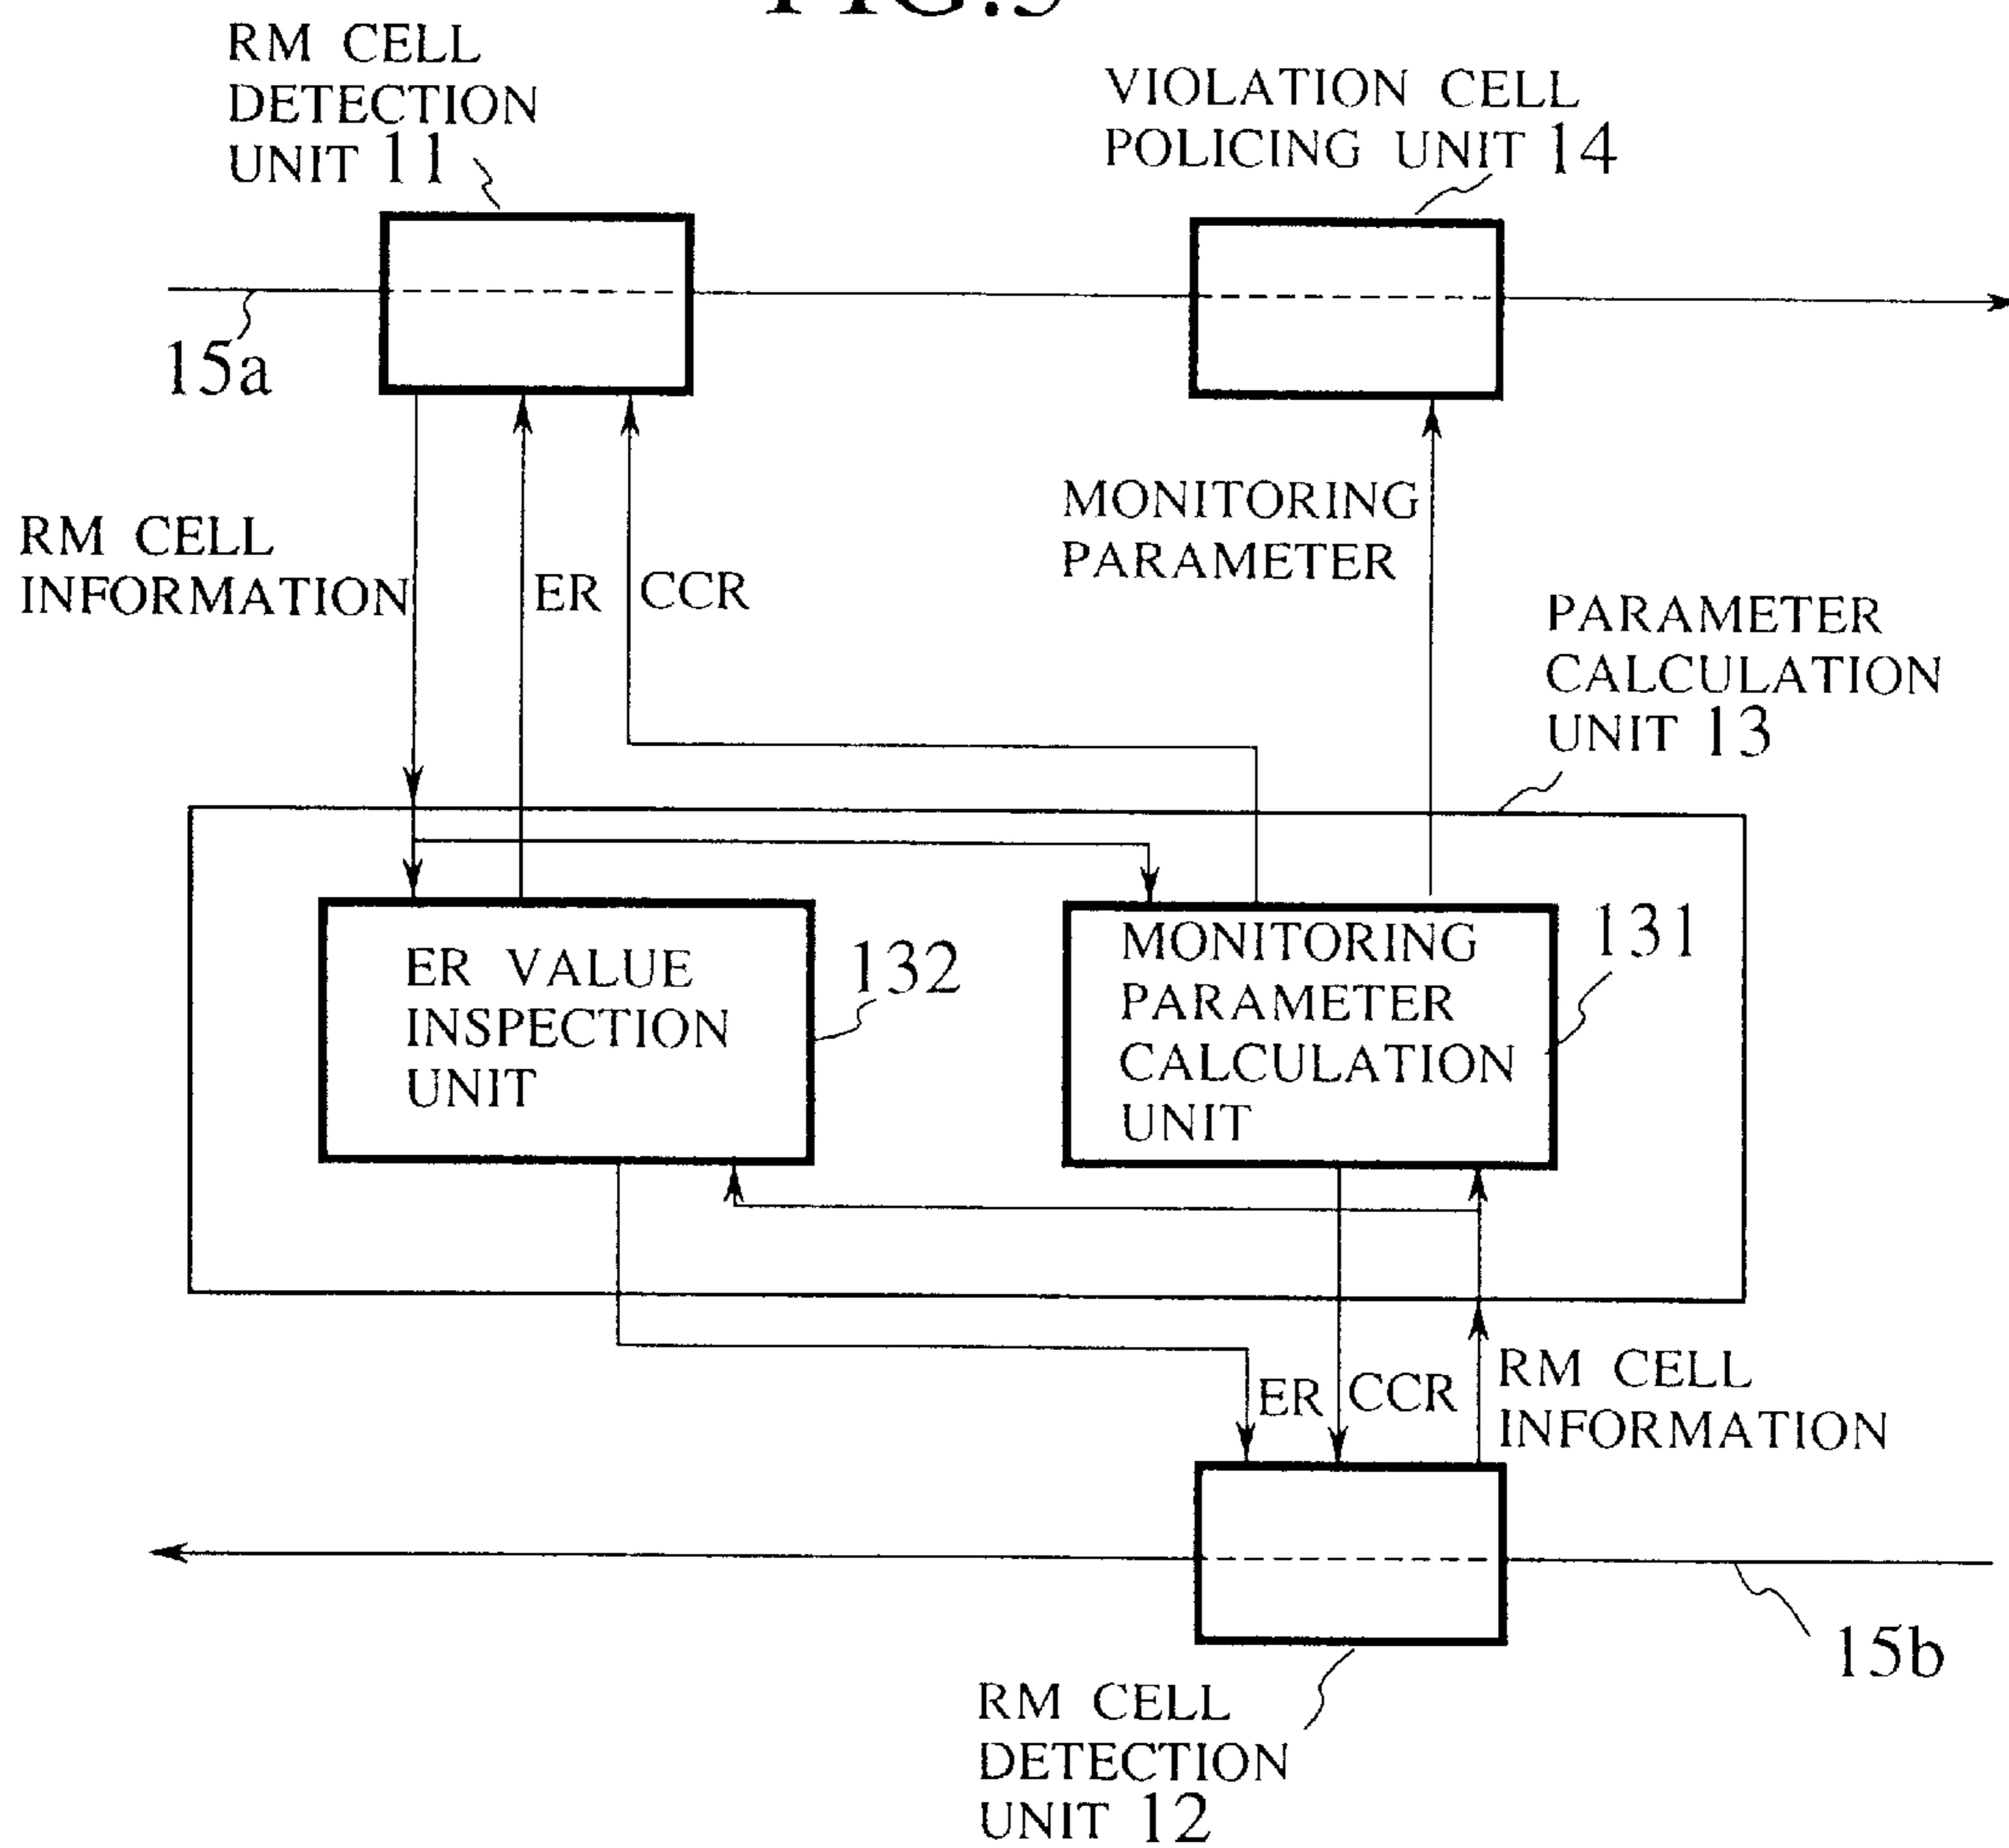 RM CELL
DETECTION
UNIT 11
VIOLATION CELL
POLICING UNIT 14
15a
RM CELL
INFORMATION
ER
CCR
MONITORING
PARAMETER
PARAMETER
CALCULATION
UNIT 13
ER VALUE
INSPECTION
UNIT
132
MONITORING
PARAMETER
CALCULATION
UNIT
131
ER
CCR
RM CELL
INFORMATION
15b
RM CELL
DETECTION
UNIT 12